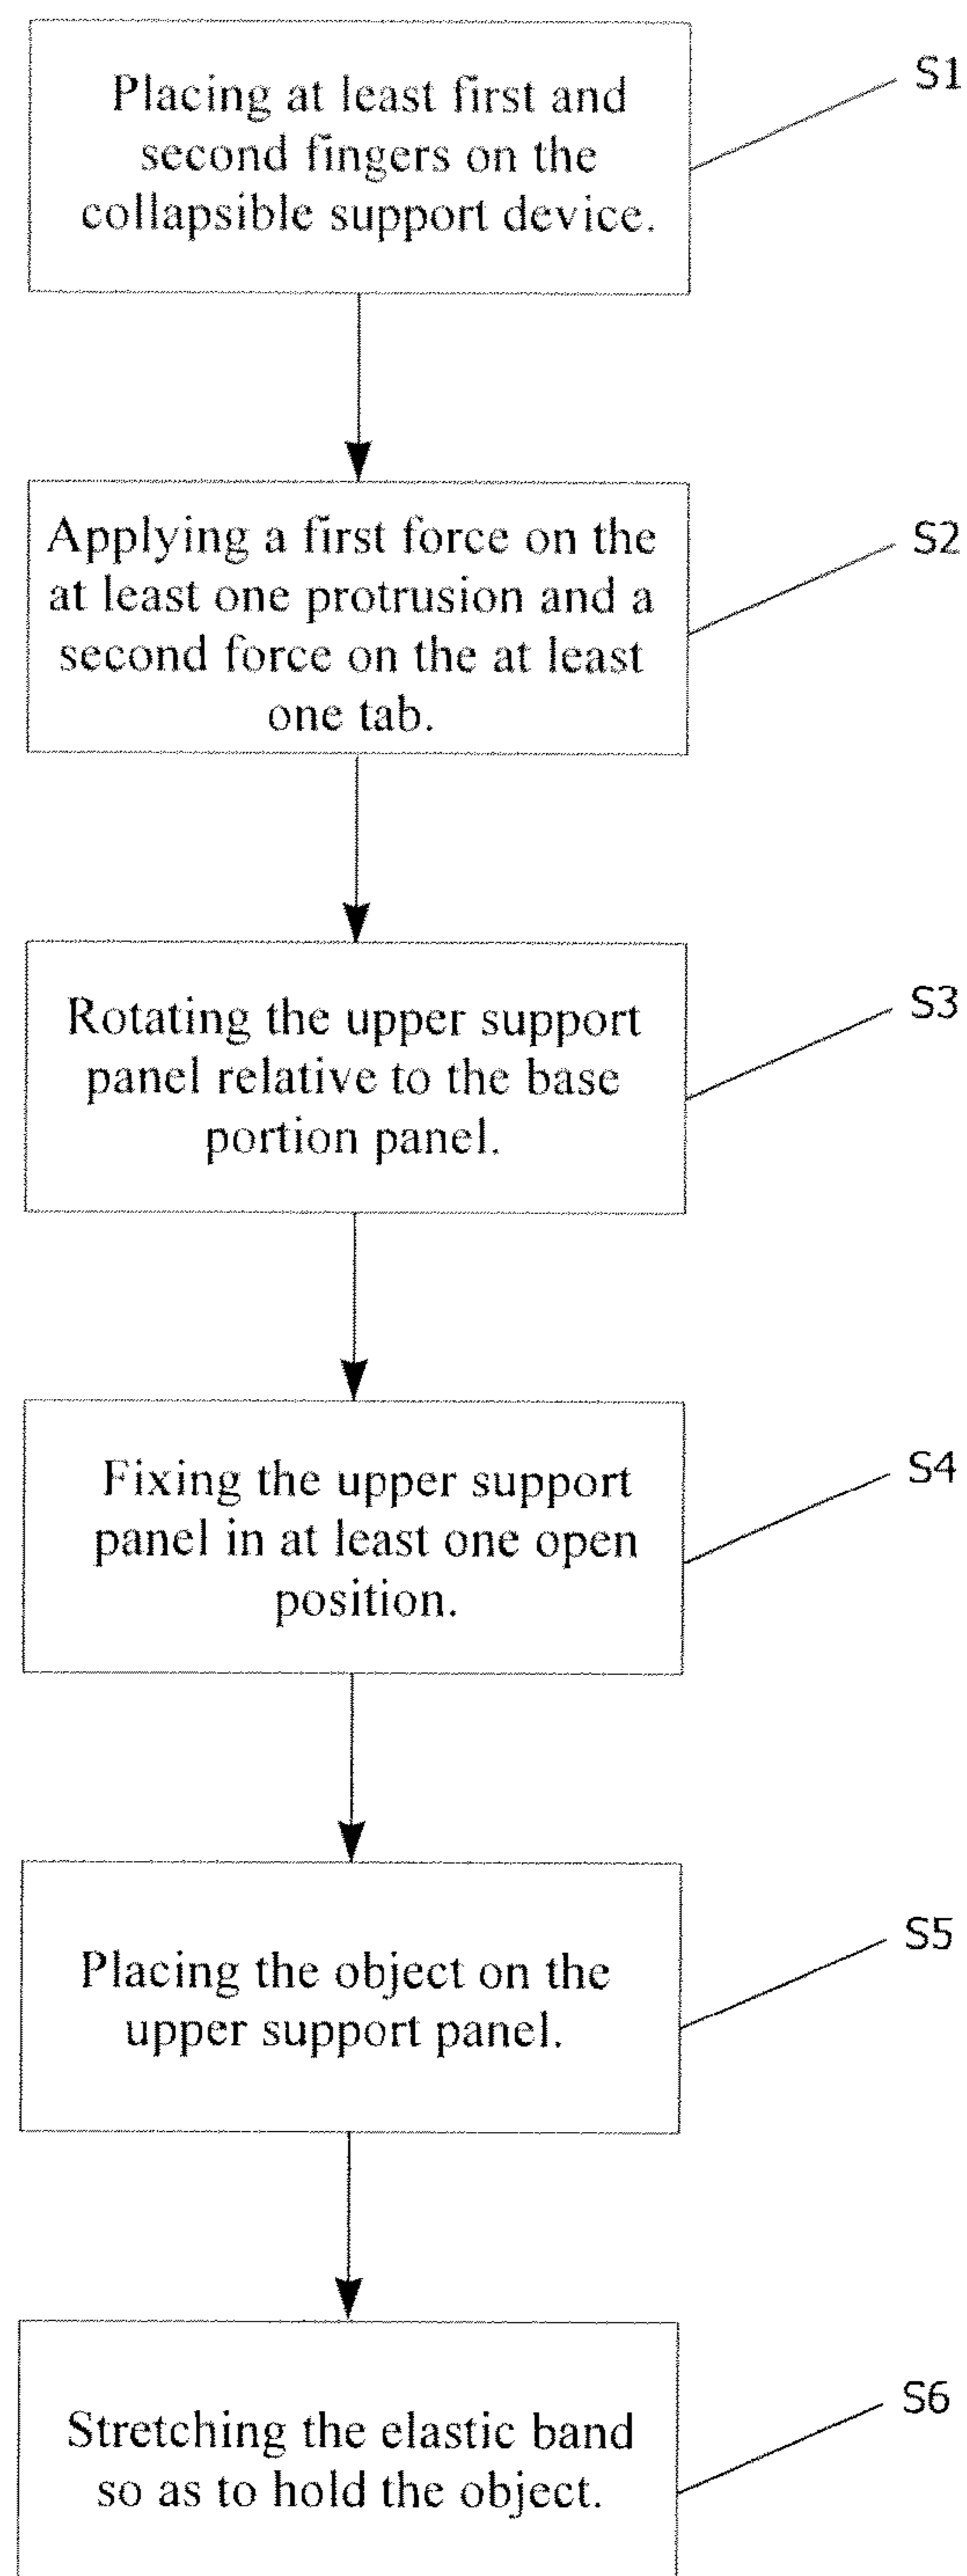 Placing at least first and
second fingers on the
collapsible support device.
S1
Applying a first force on the
at least one protrusion and a
second force on the at least
one tab.
S2
Rotating the upper support
panel relative to the base
portion panel.
S3
Fixing the upper support
panel in at least one open
position.
S4
Placing the object on the
upper support panel.
S5
Stretching the elastic band
so as to hold the object.
S6